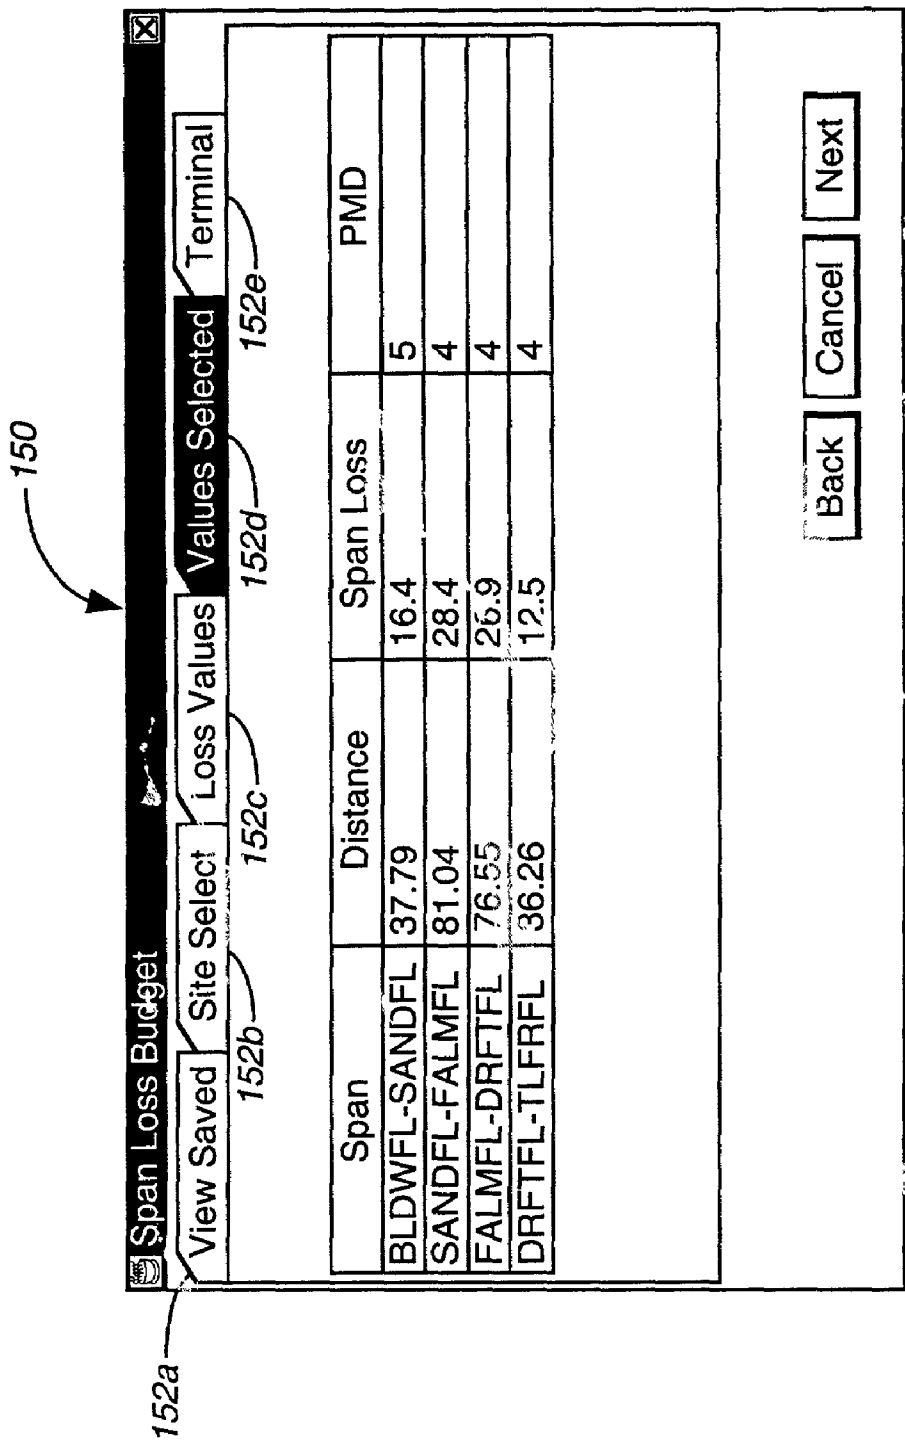 150
Span Loss Budget
View Saved Site Select Loss Values Values Selected Terminal
152a 152b 152c 152d 152e
Span Distance Span Loss PMD
BLDWFL-SANDFL 37.79 16.4 5
SANDFL-FALMFL 81.04 28.4 4
FALMFL-DRFTFL 76.55 26.9 4
DRFTFL-TLFRFL 36.26 12.5 4
Back Cancel Next